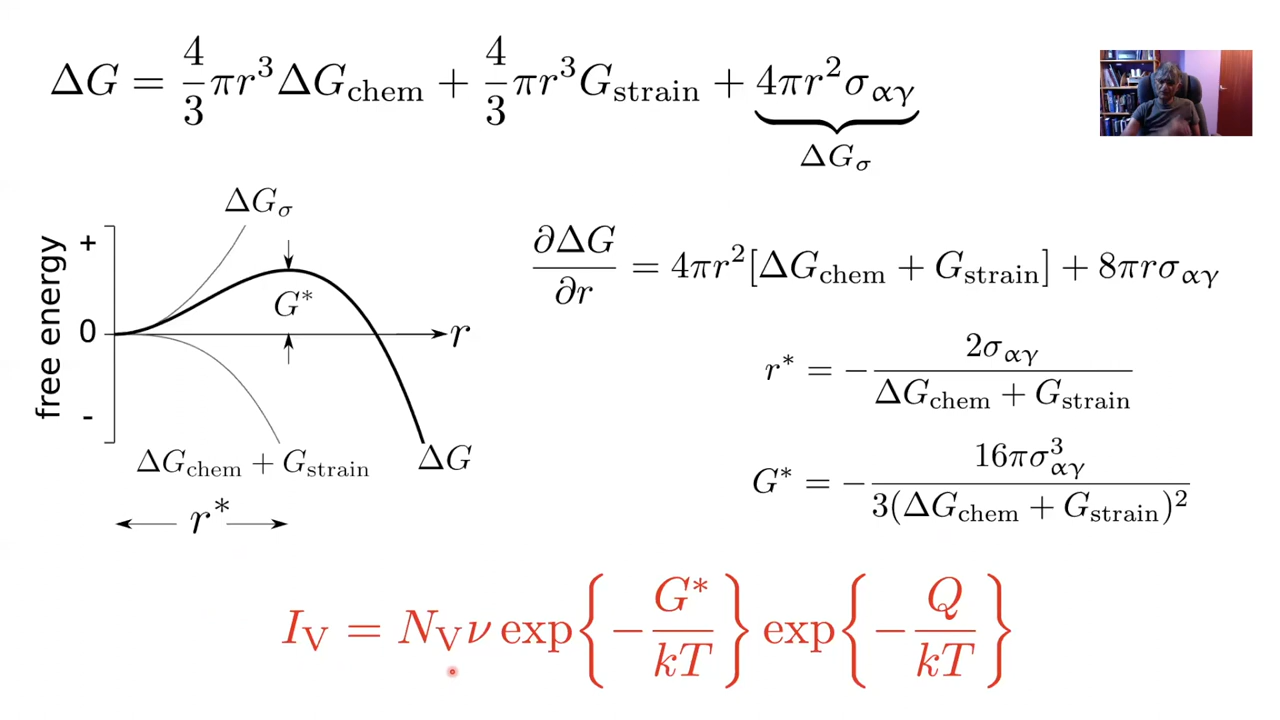 ΔG = 4/3 πr³ΔG_chem + 4/3 πr³G_strain + 4πr²σ_αγ
ΔG_σ
ΔG_σ
free energy
+
0
-
G*
r
ΔG_chem + G_strain
ΔG
r*
∂ΔG/∂r = 4πr²[ΔG_chem + G_strain] + 8πrσ_αγ
r* = − 2σ_αγ / ΔG_chem + G_strain
G* = − 16πσ³_αγ / 3(ΔG_chem + G_strain)²
I_V = N_V ν exp{− G*/kT} exp{− Q/kT}